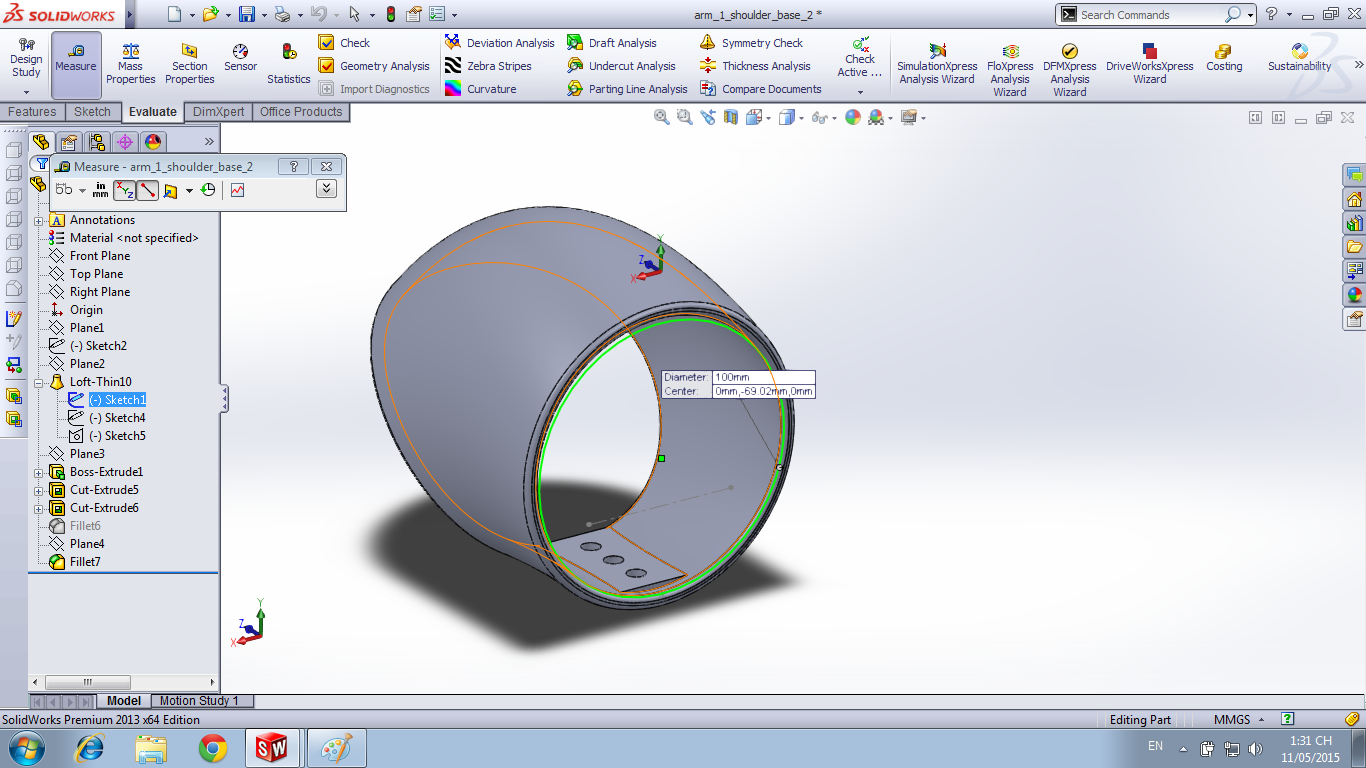 SOLIDWORKS
arm_1_shoulder_base_2 *
Search Commands
Design Study
Measure
Mass Properties
Section Properties
Sensor
Statistics
Check
Geometry Analysis
Import Diagnostics
Deviation Analysis
Zebra Stripes
Curvature
Draft Analysis
Undercut Analysis
Parting Line Analysis
Symmetry Check
Thickness Analysis
Compare Documents
Check Active ...
SimulationXpress Analysis Wizard
FloXpress Analysis Wizard
DFMXpress Analysis Wizard
DriveWorksXpress Wizard
Costing
Sustainability
Features
Sketch
Evaluate
DimXpert
Office Products
Measure - arm_1_shoulder_base_2
in
mm
Annotations
Material <not specified>
Front Plane
Top Plane
Right Plane
Origin
Plane1
(-) Sketch2
Plane2
Loft-Thin10
(-) Sketch1
(-) Sketch4
(-) Sketch5
Plane3
Boss-Extrude1
Cut-Extrude5
Cut-Extrude6
Fillet6
Plane4
Fillet7
Y
Z
X
Diameter: 100mm
Center: 0mm,-69.02mm,0mm
Y
Z
X
Model
Motion Study 1
SolidWorks Premium 2013 x64 Edition
Editing Part
MMGS
EN
1:31 CH
11/05/2015